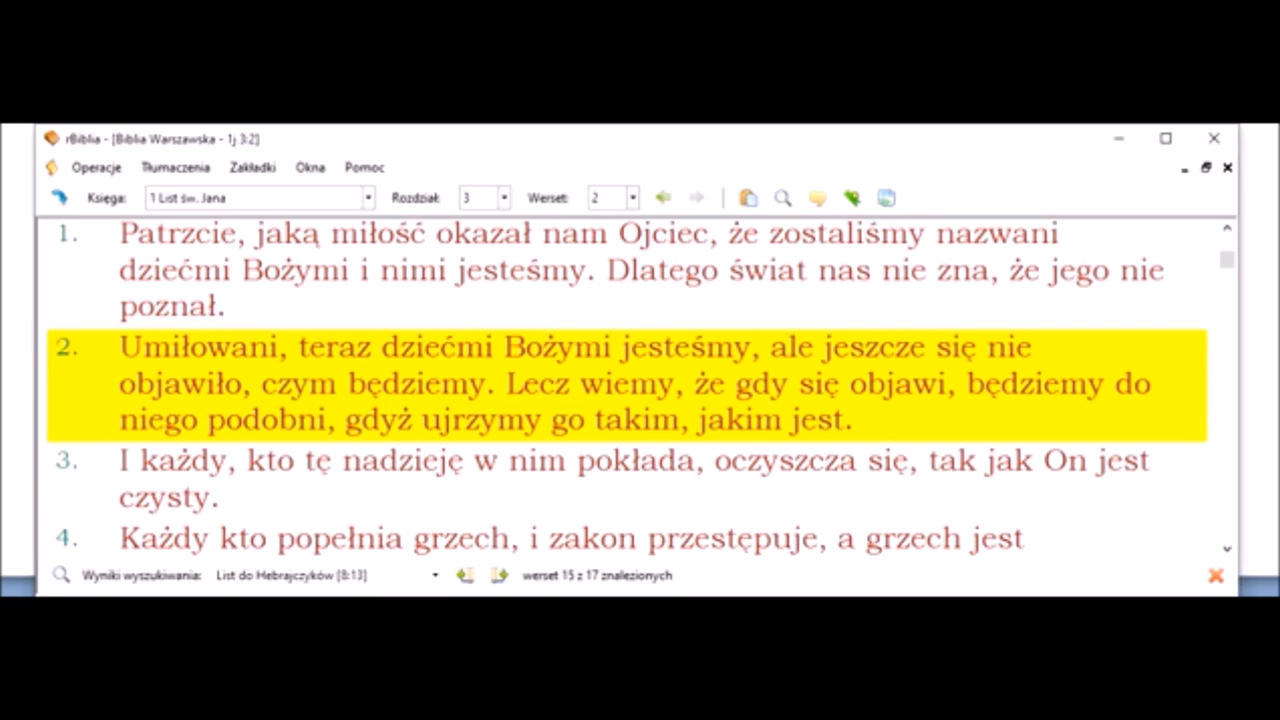 rBiblia - [Biblia Warszawska - 1j 3:2]
Operacje Tłumaczenia Zakładki Okna Pomoc
Księga: 1 List św. Jana Rozdział: 3 Werset: 2
1. Patrzcie, jaką miłość okazał nam Ojciec, że zostaliśmy nazwani
dziećmi Bożymi i nimi jesteśmy. Dlatego świat nas nie zna, że jego nie
poznał.
2. Umiłowani, teraz dziećmi Bożymi jesteśmy, ale jeszcze się nie
objawiło, czym będziemy. Lecz wiemy, że gdy się objawi, będziemy do
niego podobni, gdyż ujrzymy go takim, jakim jest.
3. I każdy, kto tę nadzieję w nim pokłada, oczyszcza się, tak jak On jest
czysty.
4. Każdy kto popełnia grzech, i zakon przestępuje, a grzech jest
Wyniki wyszukiwania: List do Hebrajczyków [8:13] werset 15 z 17 znalezionych